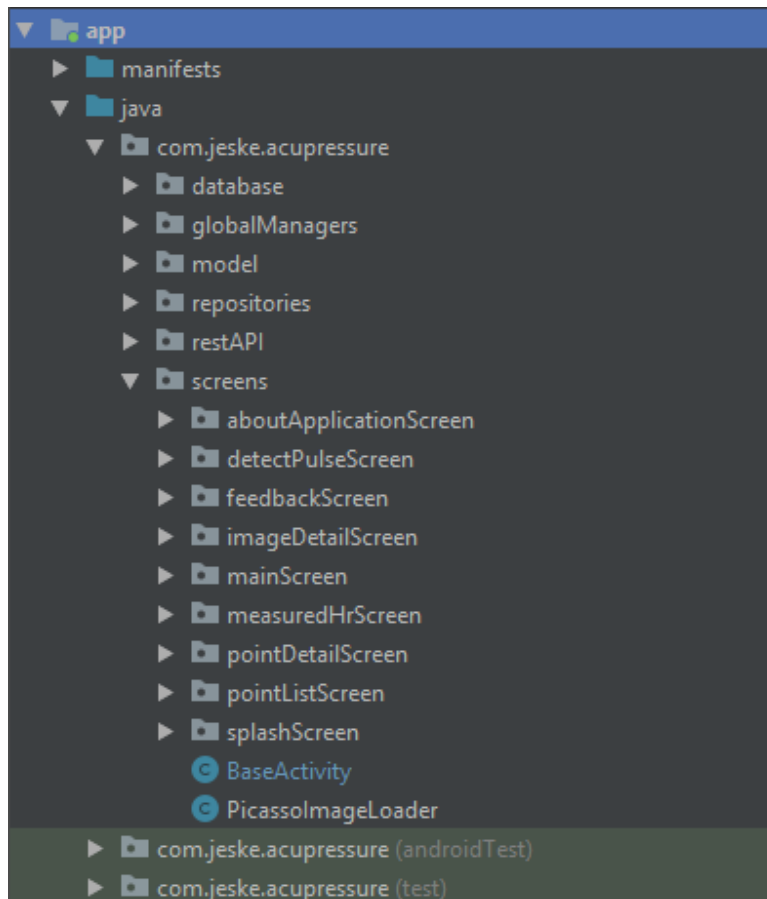 app
manifests
java
com.jeske.acupressure
database
globalManagers
model
repositories
restAPI
screens
aboutApplicationScreen
detectPulseScreen
feedbackScreen
imageDetailScreen
mainScreen
measuredHrScreen
pointDetailScreen
pointListScreen
splashScreen
C BaseActivity
C PicassoImageLoader
com.jeske.acupressure (androidTest)
com.jeske.acupressure (test)